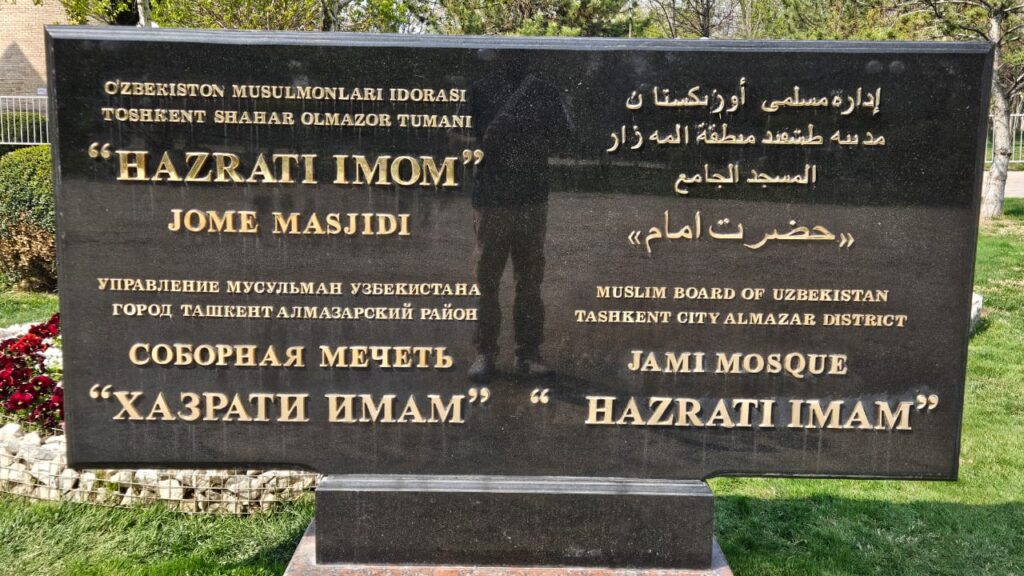 O'ZBEKISTON MUSULMONLARI IDORASI
TOSHKENT SHAHAR OLMAZOR TUMANI
“HAZRATI IMOM”
JOME MASJIDI
إداره مسلمي أوزبكستان
مدينه طشقند منطقة المه زار
المسجد الجامع
«حضرت امام»
УПРАВЛЕНИЕ МУСУЛЬМАН УЗБЕКИСТАНА
ГОРОД ТАШКЕНТ АЛМАЗАРСКИЙ РАЙОН
СОБОРНАЯ МЕЧЕТЬ
“ХАЗРАТИ ИМАМ”
MUSLIM BOARD OF UZBEKISTAN
TASHKENT CITY ALMAZAR DISTRICT
JAMI MOSQUE
“ HAZRATI IMAM”